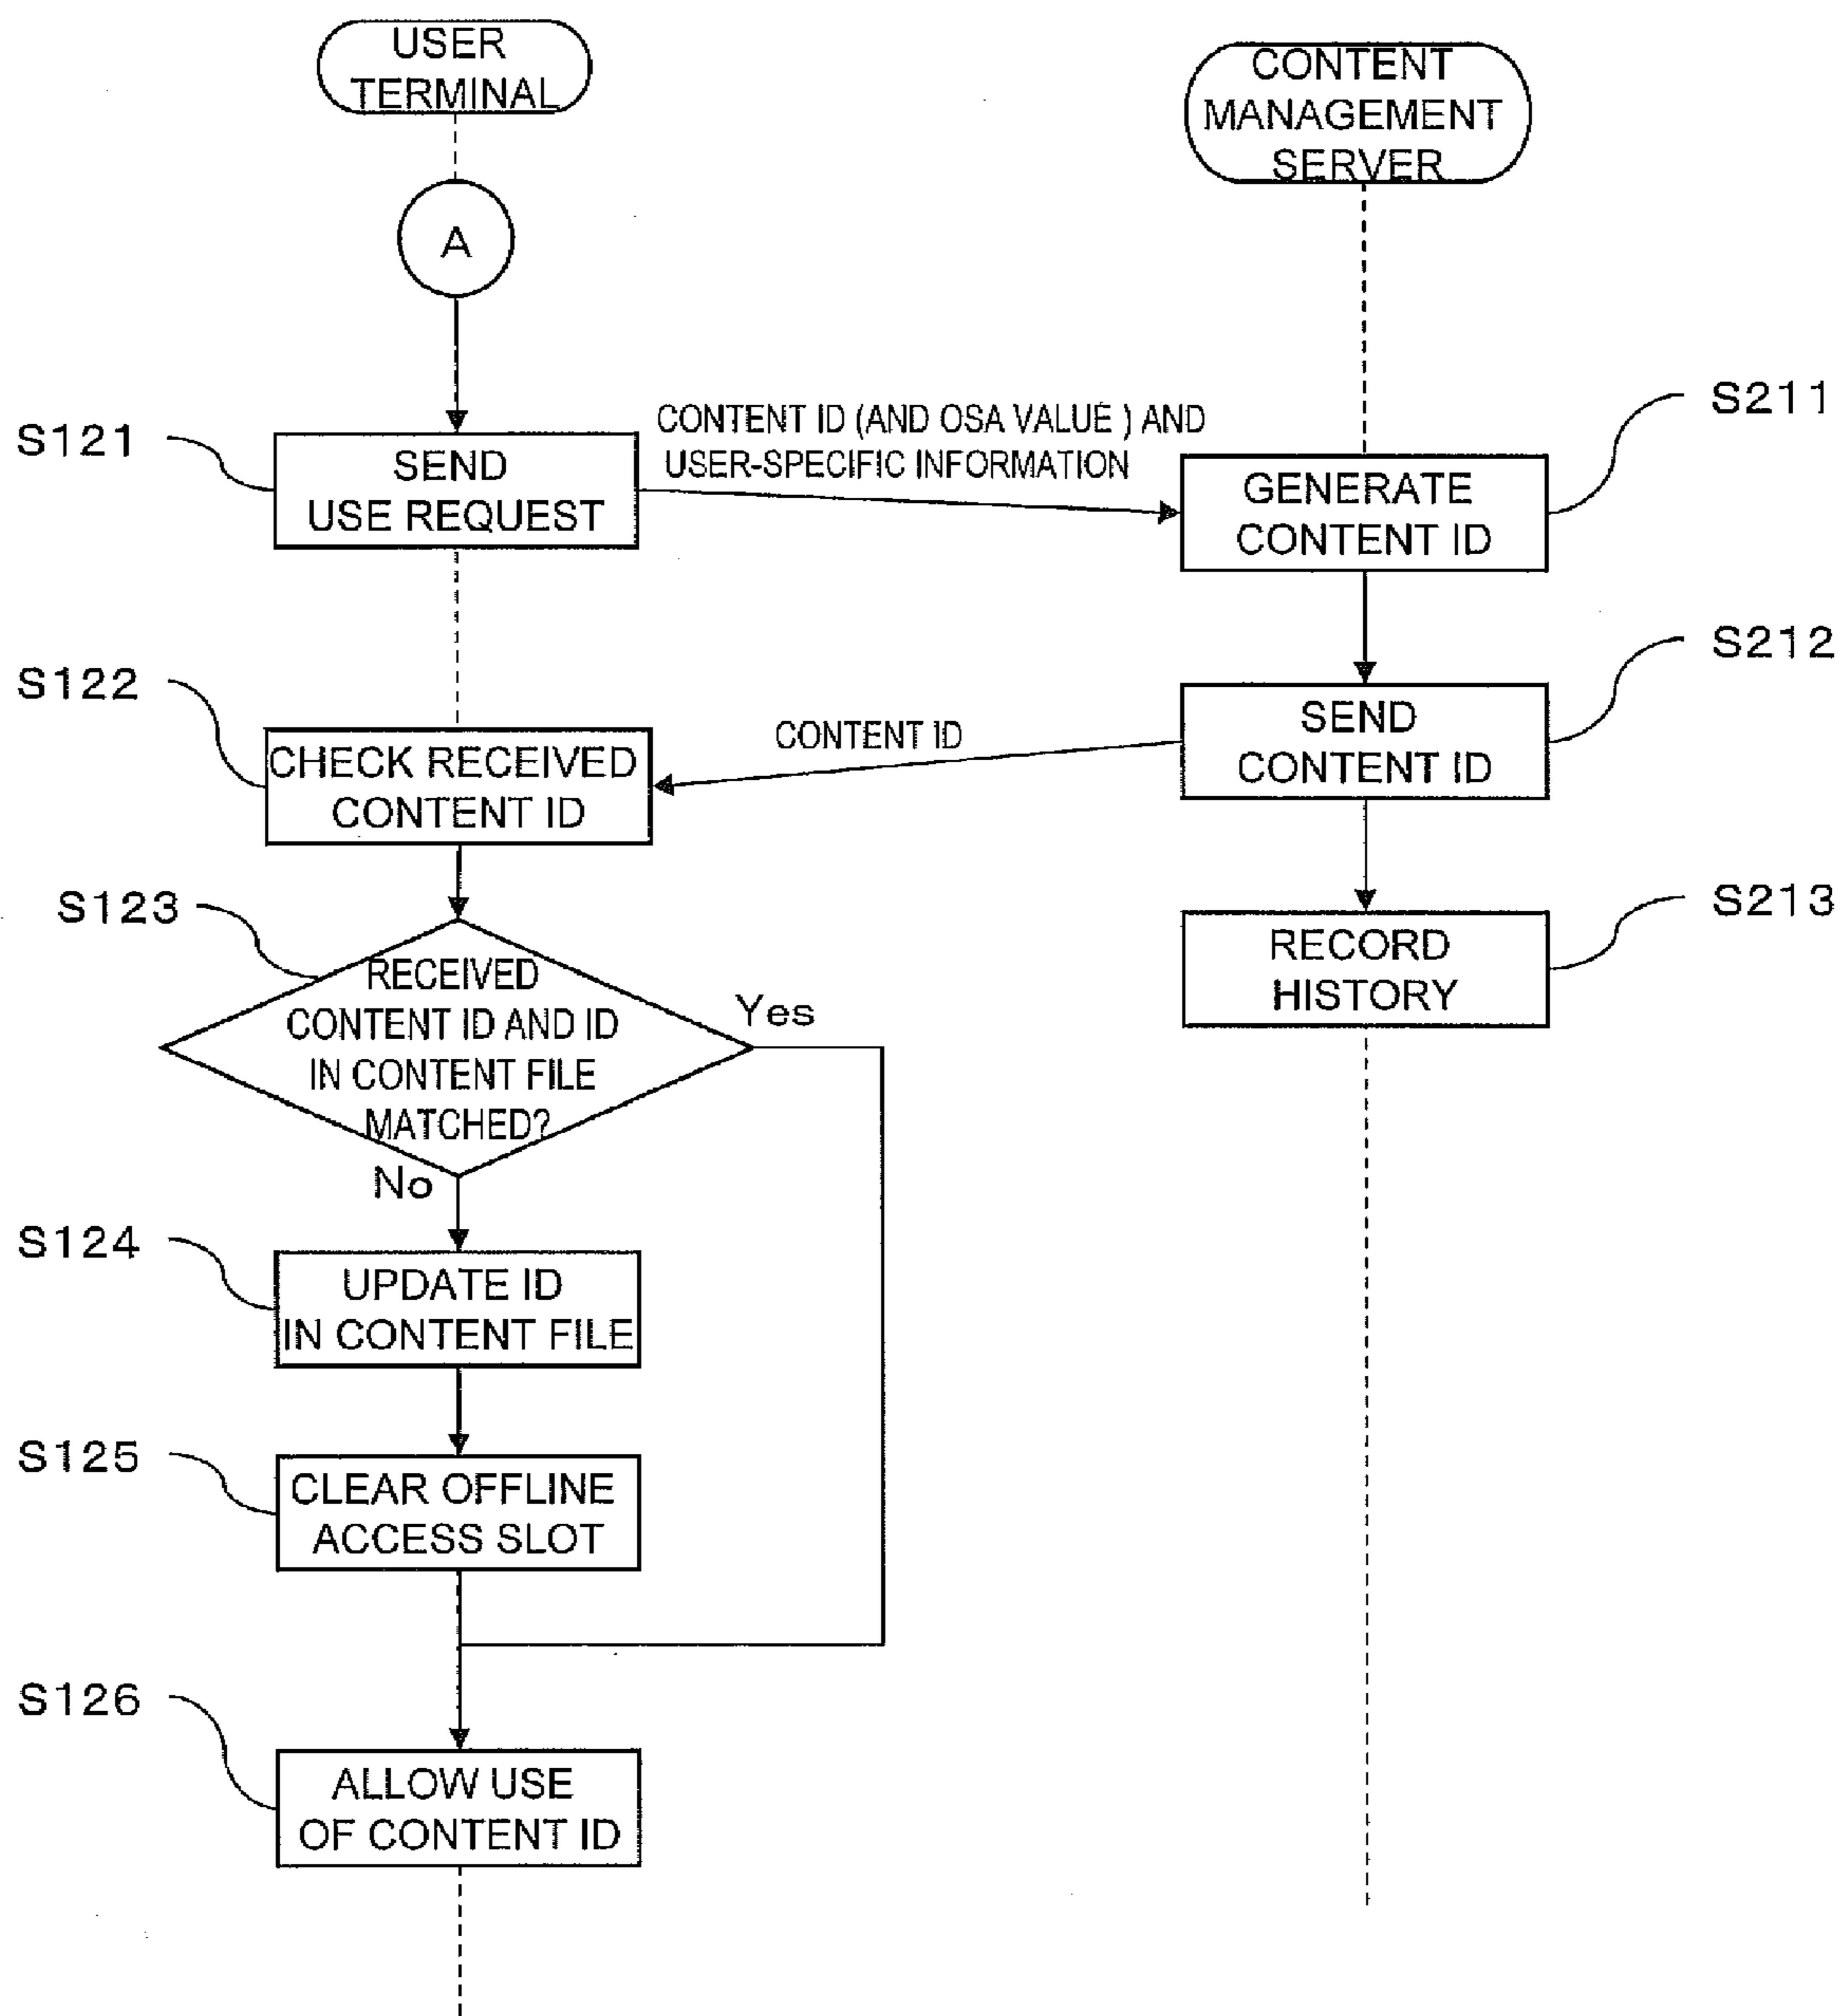 USER
TERMINAL
CONTENT
MANAGEMENT
SERVER
A
S121
SEND
USE REQUEST
CONTENT ID (AND OSA VALUE ) AND
USER-SPECIFIC INFORMATION
S211
GENERATE
CONTENT ID
S212
SEND
CONTENT ID
CONTENT ID
S122
CHECK RECEIVED
CONTENT ID
S213
RECORD
HISTORY
S123
RECEIVED
CONTENT ID AND ID
IN CONTENT FILE
MATCHED?
Yes
No
S124
UPDATE ID
IN CONTENT FILE
S125
CLEAR OFFLINE
ACCESS SLOT
S126
ALLOW USE
OF CONTENT ID